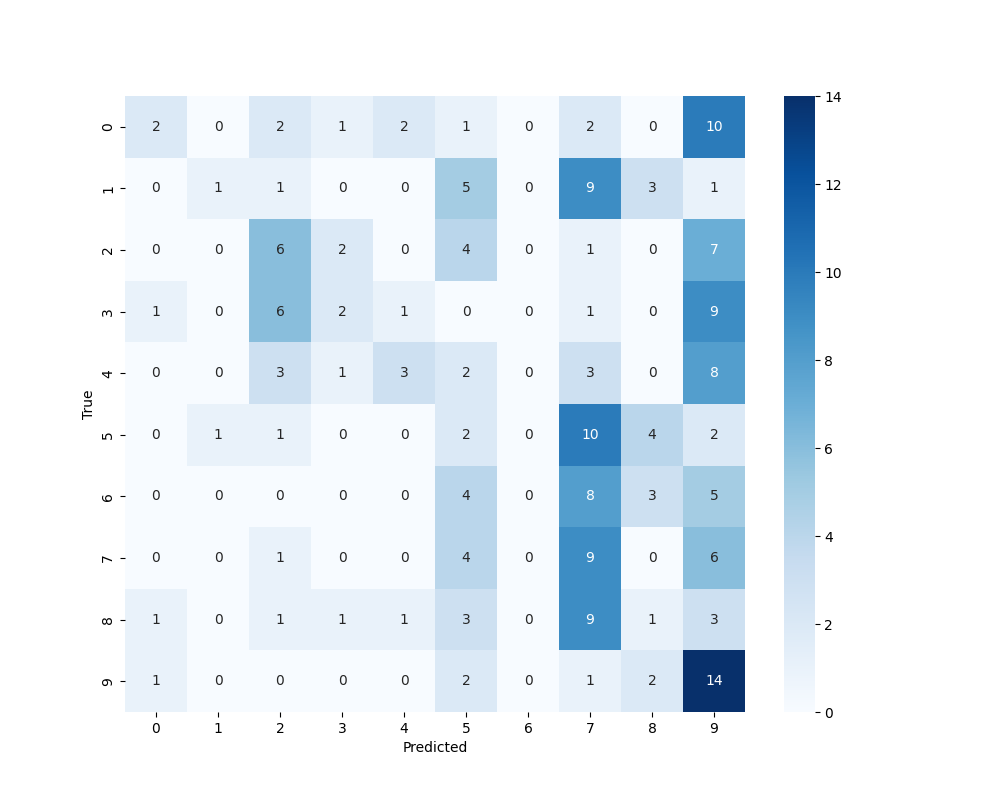 0 2 0 2 1 2 1 0 2 0 10
1 0 1 1 0 0 5 0 9 3 1
2 0 0 6 2 0 4 0 1 0 7
3 1 0 6 2 1 0 0 1 0 9
4 0 0 3 1 3 2 0 3 0 8
5 0 1 1 0 0 2 0 10 4 2
6 0 0 0 0 0 4 0 8 3 5
7 0 0 1 0 0 4 0 9 0 6
8 1 0 1 1 1 3 0 9 1 3
9 1 0 0 0 0 2 0 1 2 14
0 1 2 3 4 5 6 7 8 9
Predicted
True
14
12
10
8
6
4
2
0